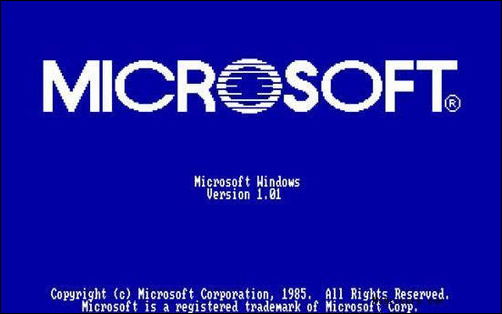 MICROSOFT®
Microsoft Windows
Version 1.01
Copyright (c) Microsoft Corporation, 1985. All Rights Reserved.
Microsoft is a registered trademark of Microsoft Corp.